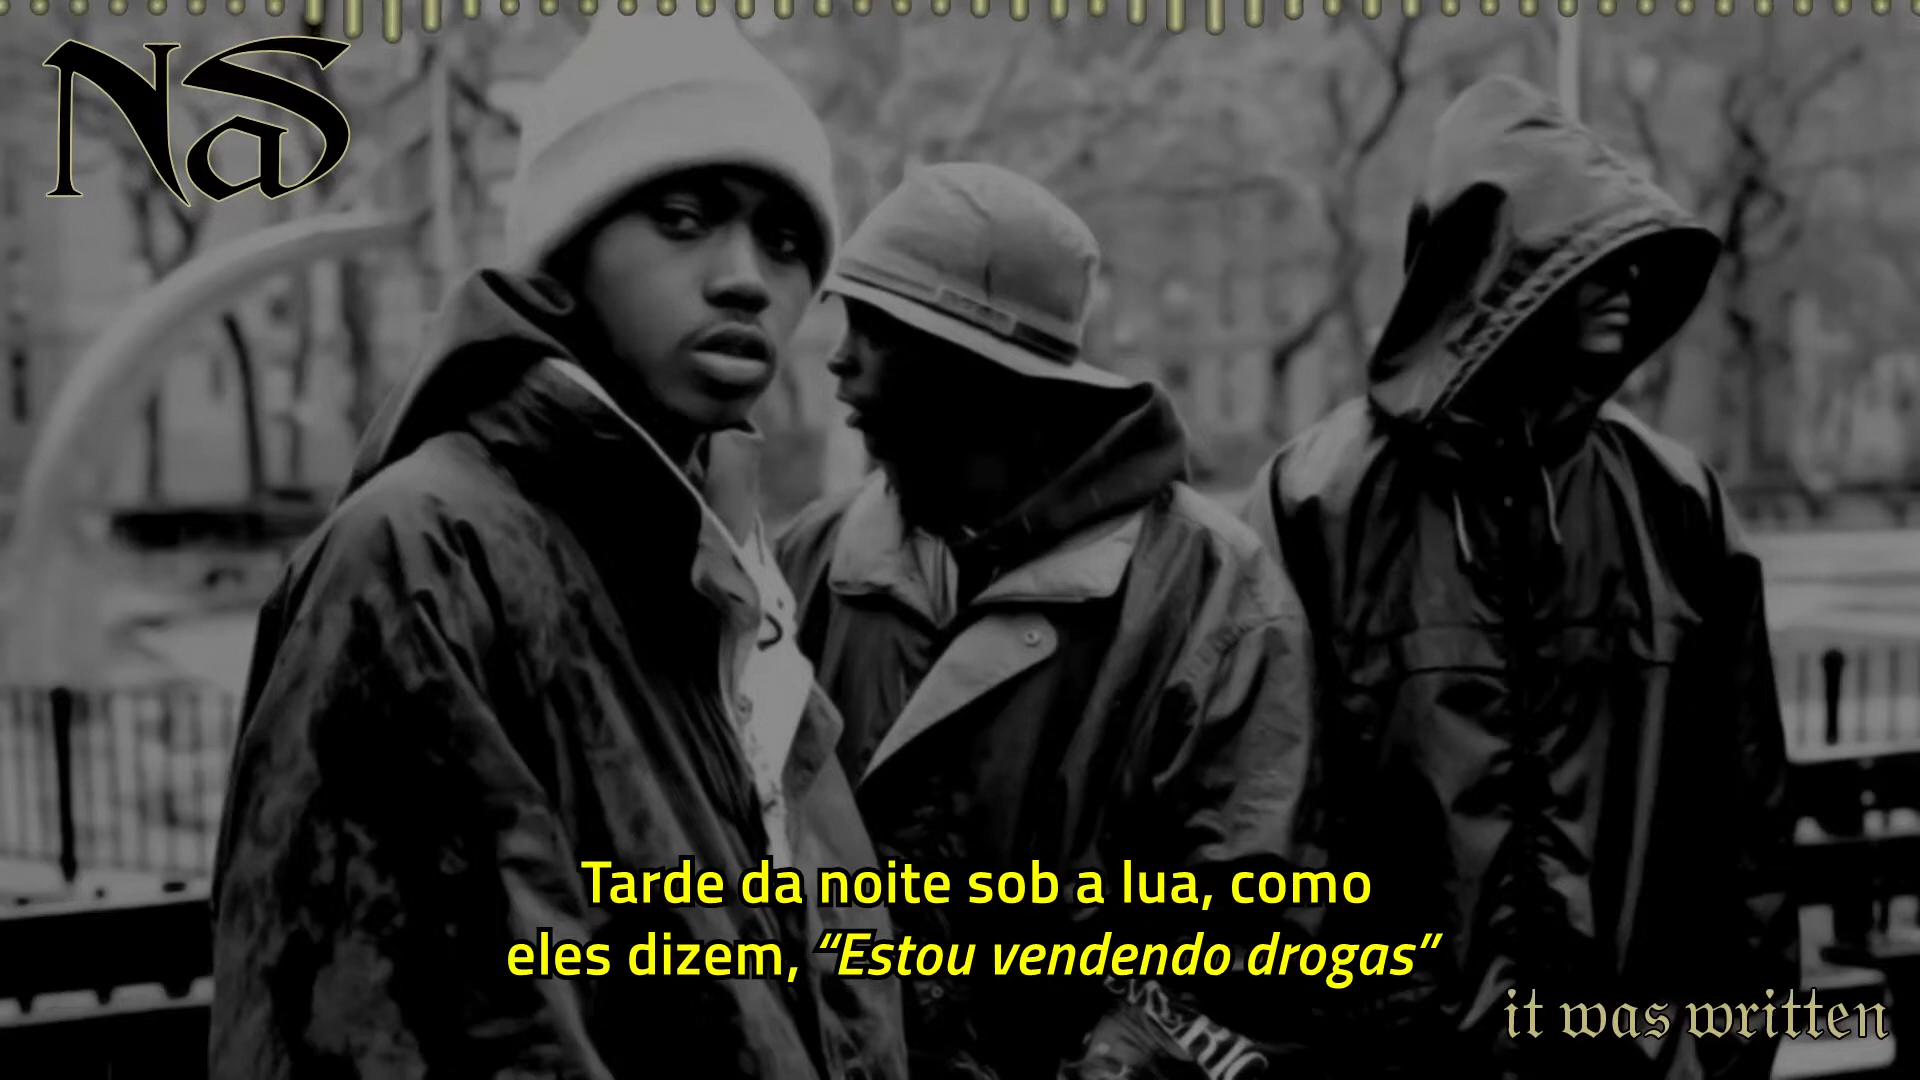 NaS
Tarde da noite sob a lua, como
eles dizem, “Estou vendendo drogas”
it was written